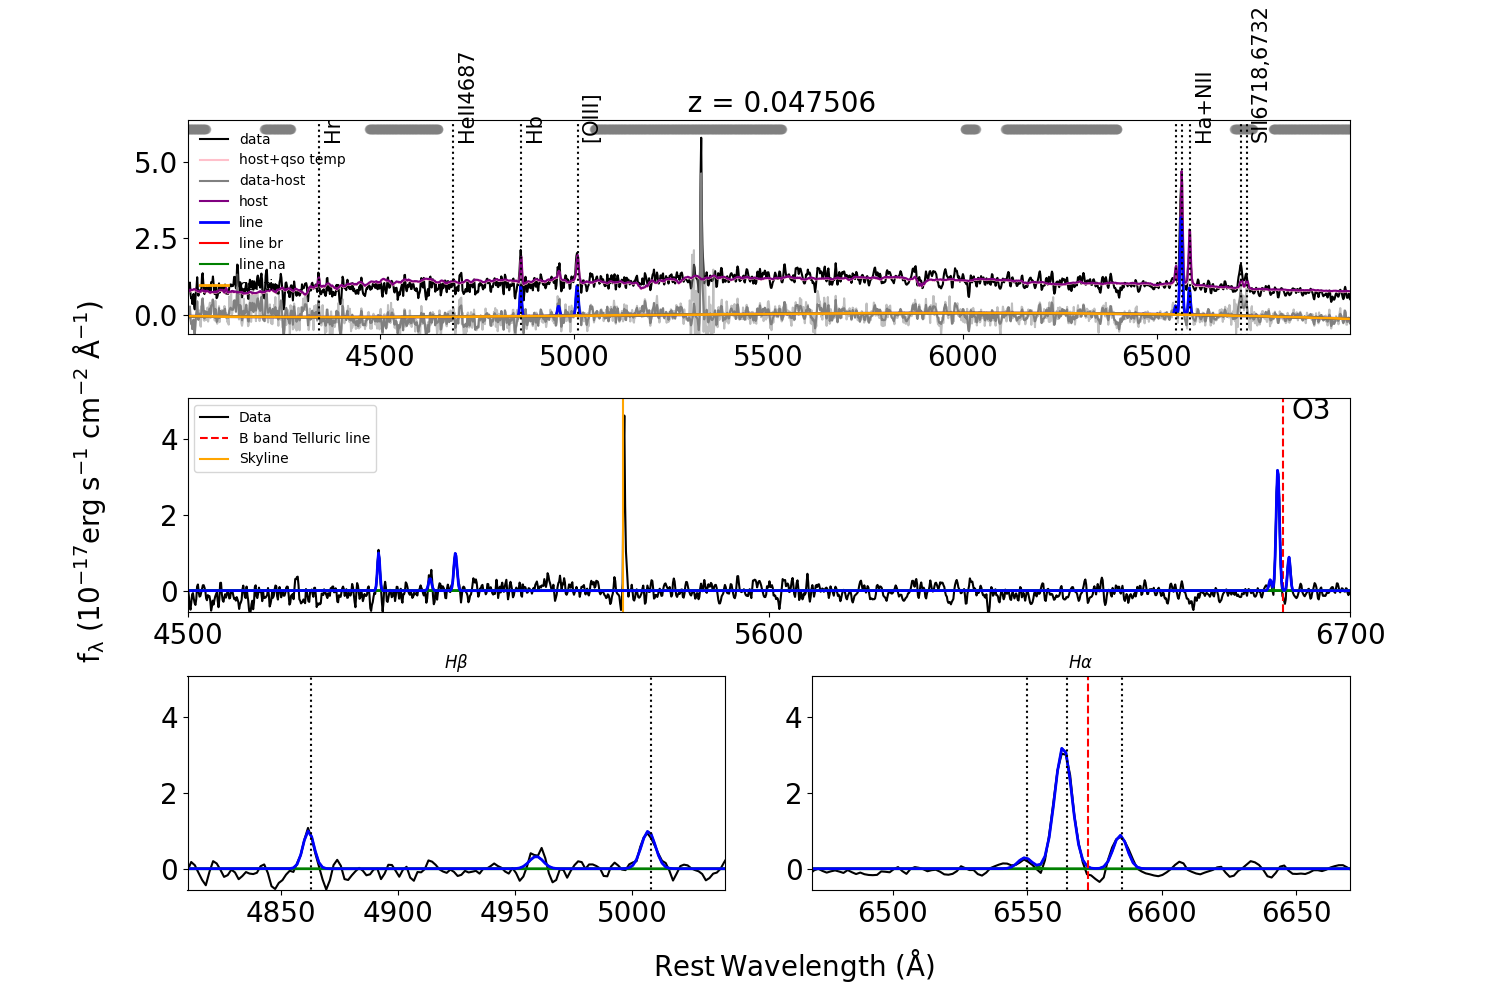 z = 0.047506
Hr
HeII4687
Hb
[OIII]
Ha+NII
SII6718,6732
data
host+qso temp
data-host
host
line
line br
line na
5.0
2.5
0.0
4500 5000 5500 6000 6500
Data
B band Telluric line
Skyline
O3
4
2
0
4500 5600 6700
fλ (10⁻¹⁷erg s⁻¹ cm⁻² Å⁻¹)
Hβ
4
2
0
4850 4900 4950 5000
Hα
4
2
0
6500 6550 6600 6650
Rest Wavelength (Å)